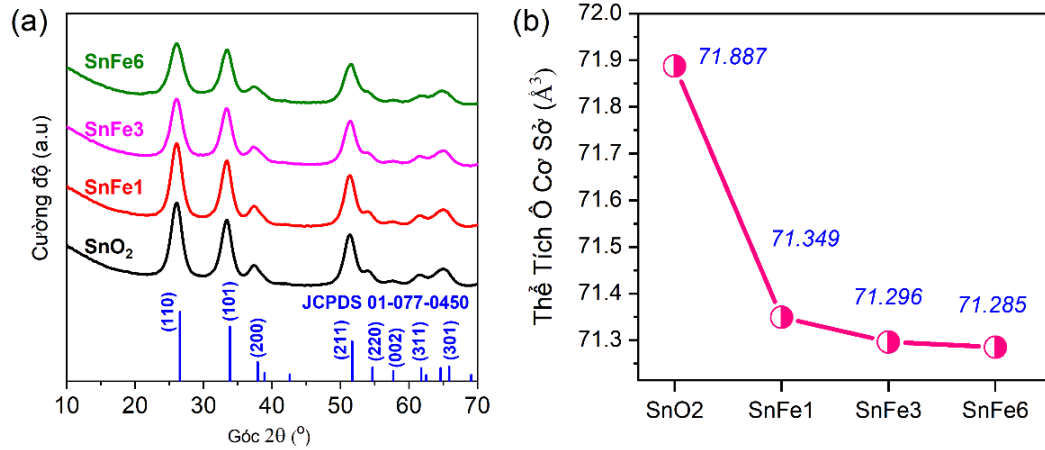 (a)
Cường độ (a.u)
SnFe6
SnFe3
SnFe1
SnO₂
JCPDS 01-077-0450
(110)
(101)
(200)
(211)
(220)
(002)
(311)
(301)
10 20 30 40 50 60 70
Góc 2θ (°)
(b)
Thể Tích Ô Cơ Sở (Å³)
72.0
71.9
71.8
71.7
71.6
71.5
71.4
71.3
71.887
71.349
71.296
71.285
SnO2 SnFe1 SnFe3 SnFe6